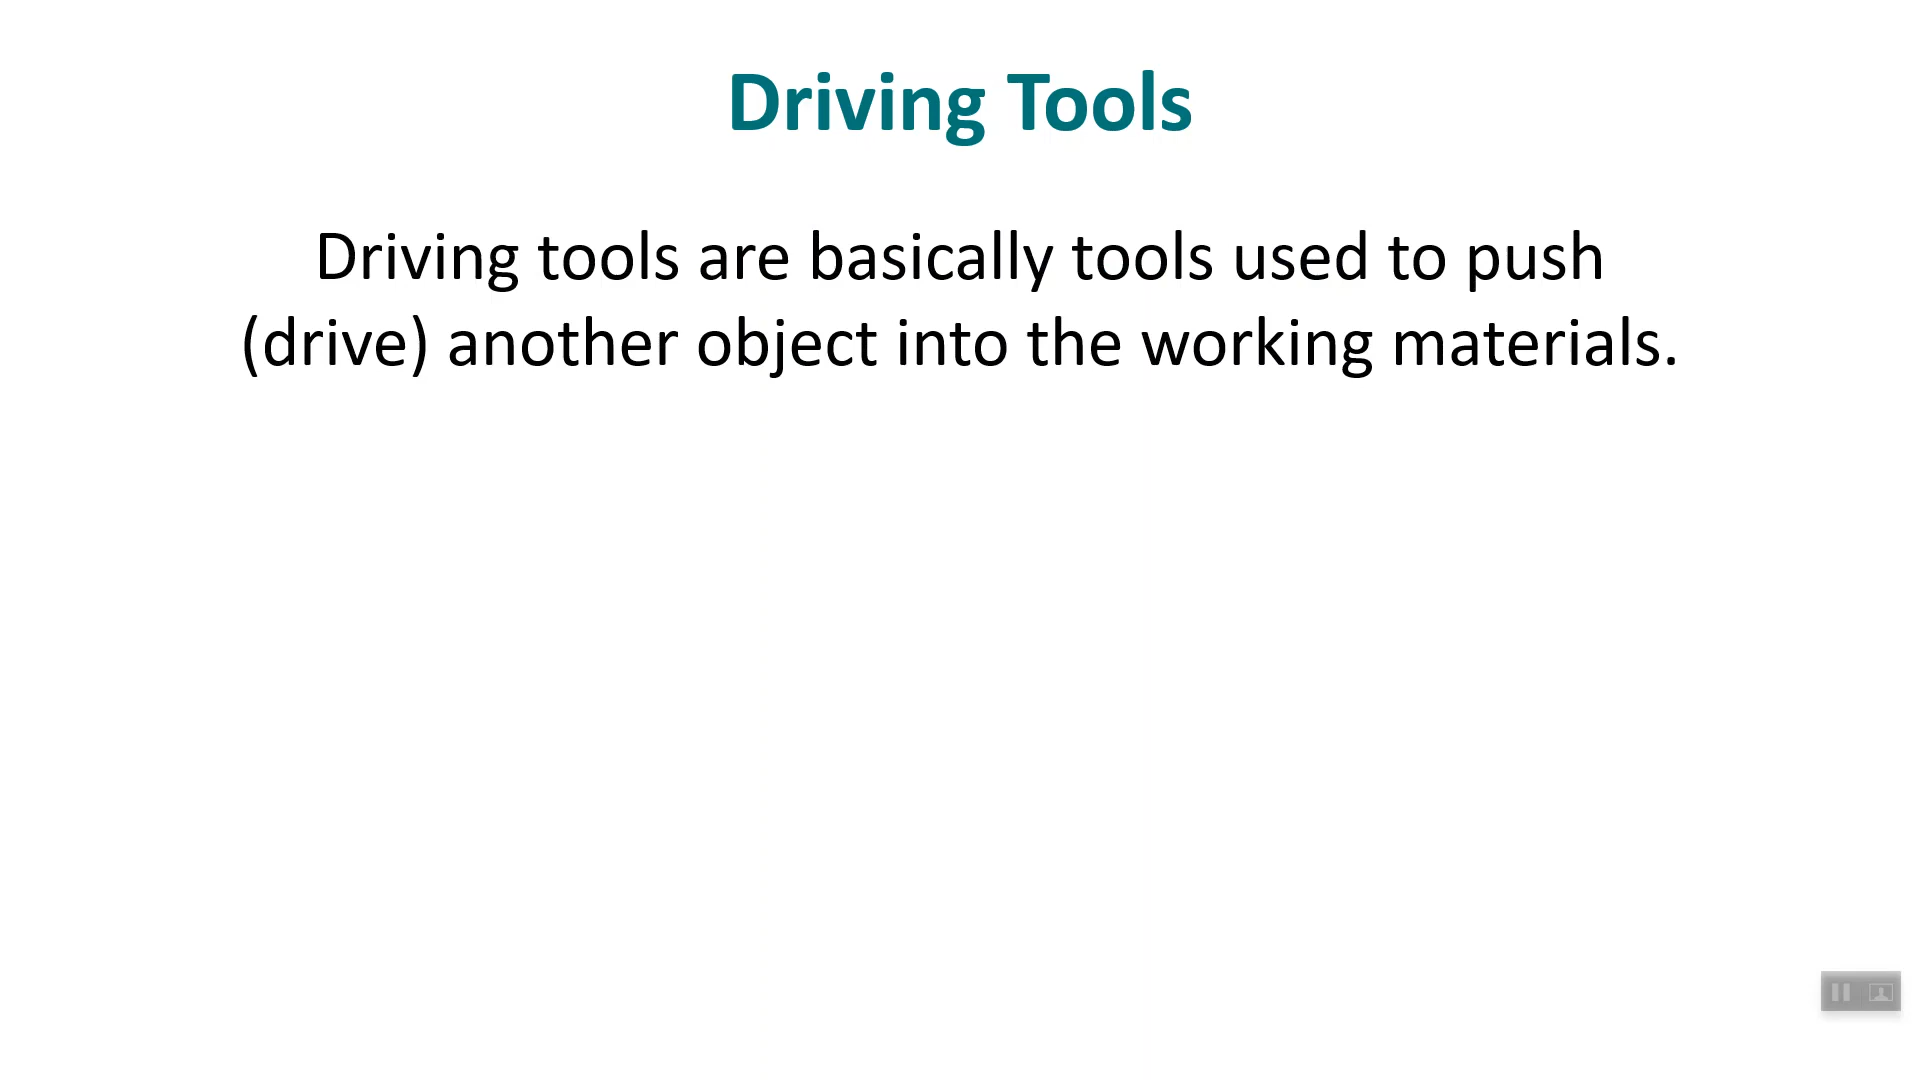 Driving Tools
Driving tools are basically tools used to push
(drive) another object into the working materials.